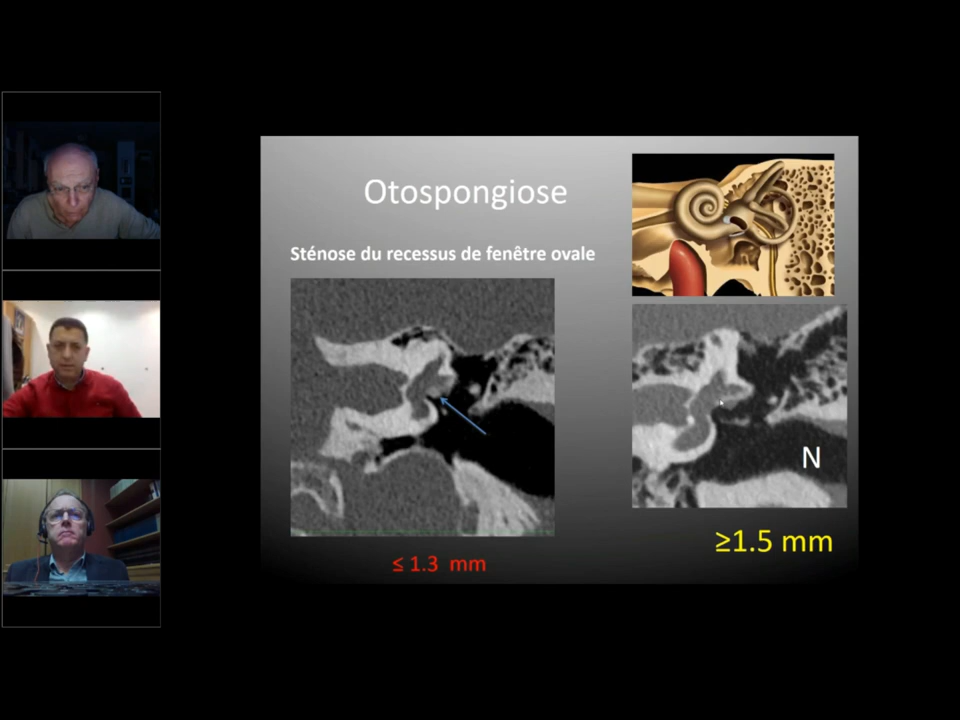 Otospongiose
Sténose du recessus de fenêtre ovale
N
≤ 1.3 mm
≥1.5 mm